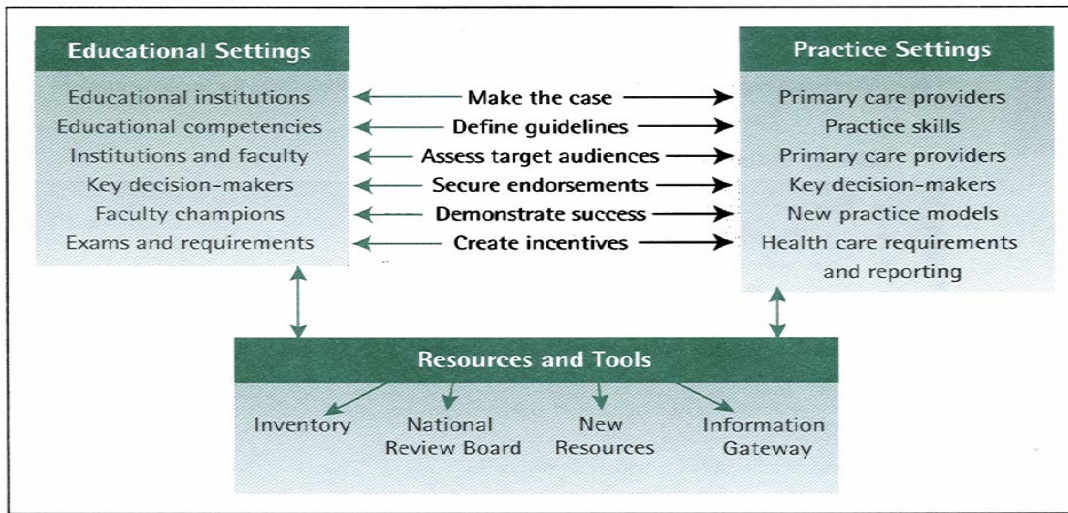 Educational Settings
Educational institutions
Educational competencies
Institutions and faculty
Key decision-makers
Faculty champions
Exams and requirements
Make the case
Define guidelines
Assess target audiences
Secure endorsements
Demonstrate success
Create incentives
Practice Settings
Primary care providers
Practice skills
Primary care providers
Key decision-makers
New practice models
Health care requirements
and reporting
Resources and Tools
Inventory
National
Review Board
New
Resources
Information
Gateway